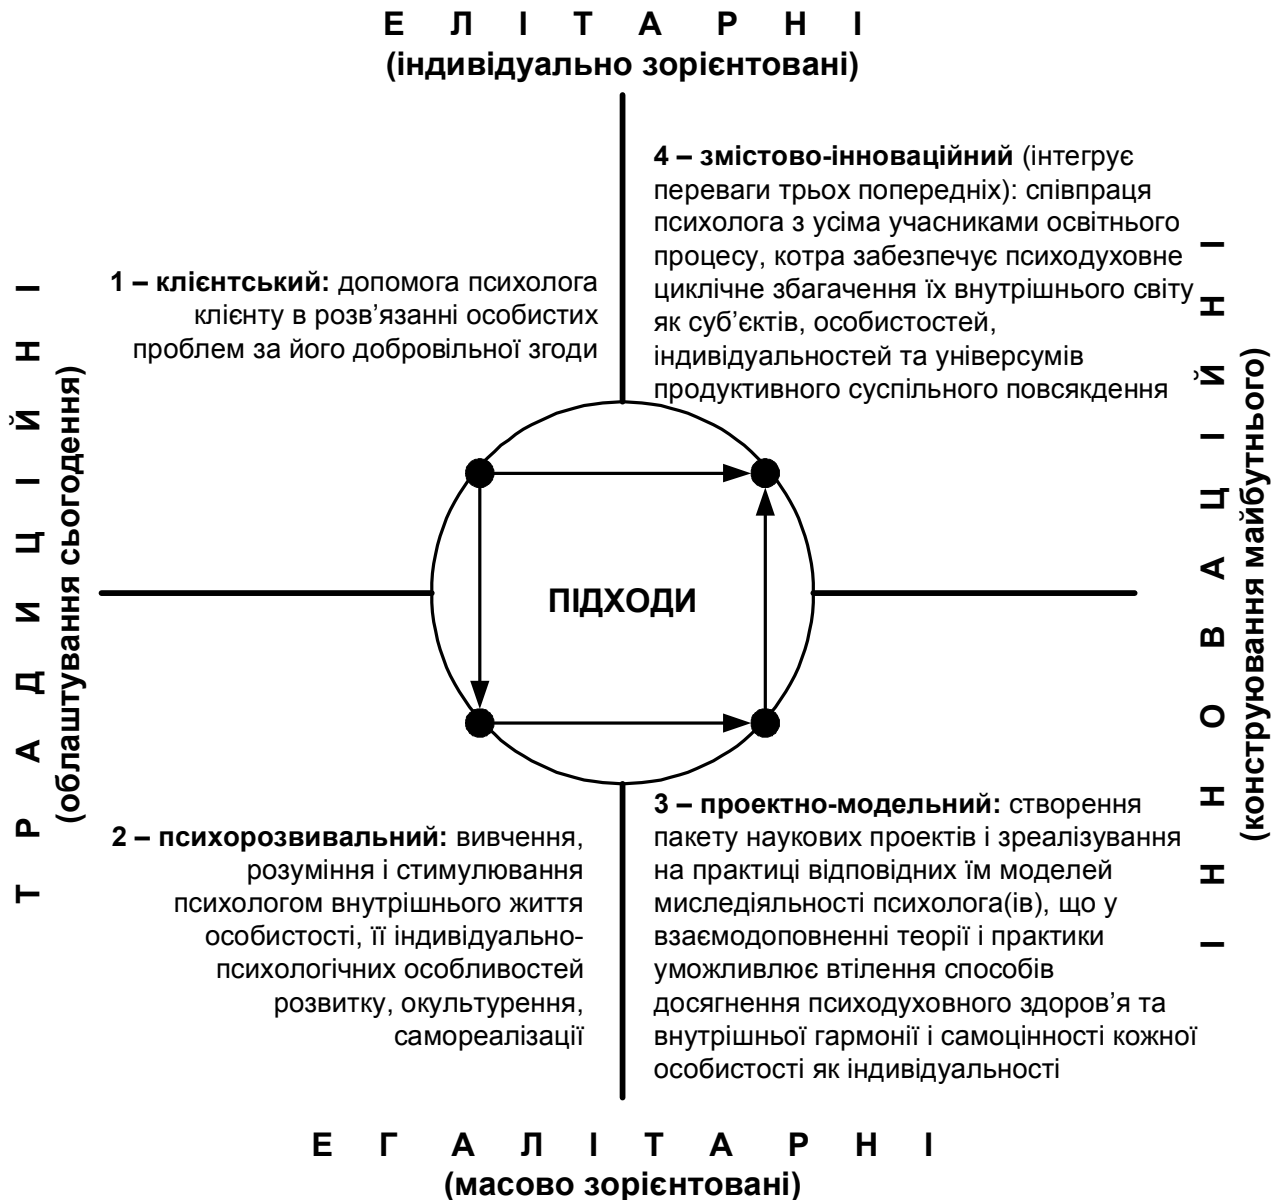 Е Л І Т А Р Н І
(індивідуально зорієнтовані)
4 – змістово-інноваційний (інтегрує
переваги трьох попередніх): співпраця
психолога з усіма учасниками освітнього
процесу, котра забезпечує психодуховне
циклічне збагачення їх внутрішнього світу
як суб’єктів, особистостей,
індивідуальностей та універсумів
продуктивного суспільного повсякдення
1 – клієнтський: допомога психолога
клієнту в розв’язанні особистих
проблем за його добровільної згоди
Т Р А Д И Ц І Й Н І
(облаштування сьогодення)
ПІДХОДИ
І Н Н О В А Ц І Й Н І
(конструювання майбутнього)
2 – психорозвивальний: вивчення,
розуміння і стимулювання
психологом внутрішнього життя
особистості, її індивідуально-
психологічних особливостей
розвитку, окультурення,
самореалізації
3 – проектно-модельний: створення
пакету наукових проектів і зреалізування
на практиці відповідних їм моделей
миследіяльності психолога(ів), що у
взаємодоповненні теорії і практики
уможливлює втілення способів
досягнення психодуховного здоров’я та
внутрішньої гармонії і самоцінності кожної
особистості як індивідуальності
Е Г А Л І Т А Р Н І
(масово зорієнтовані)